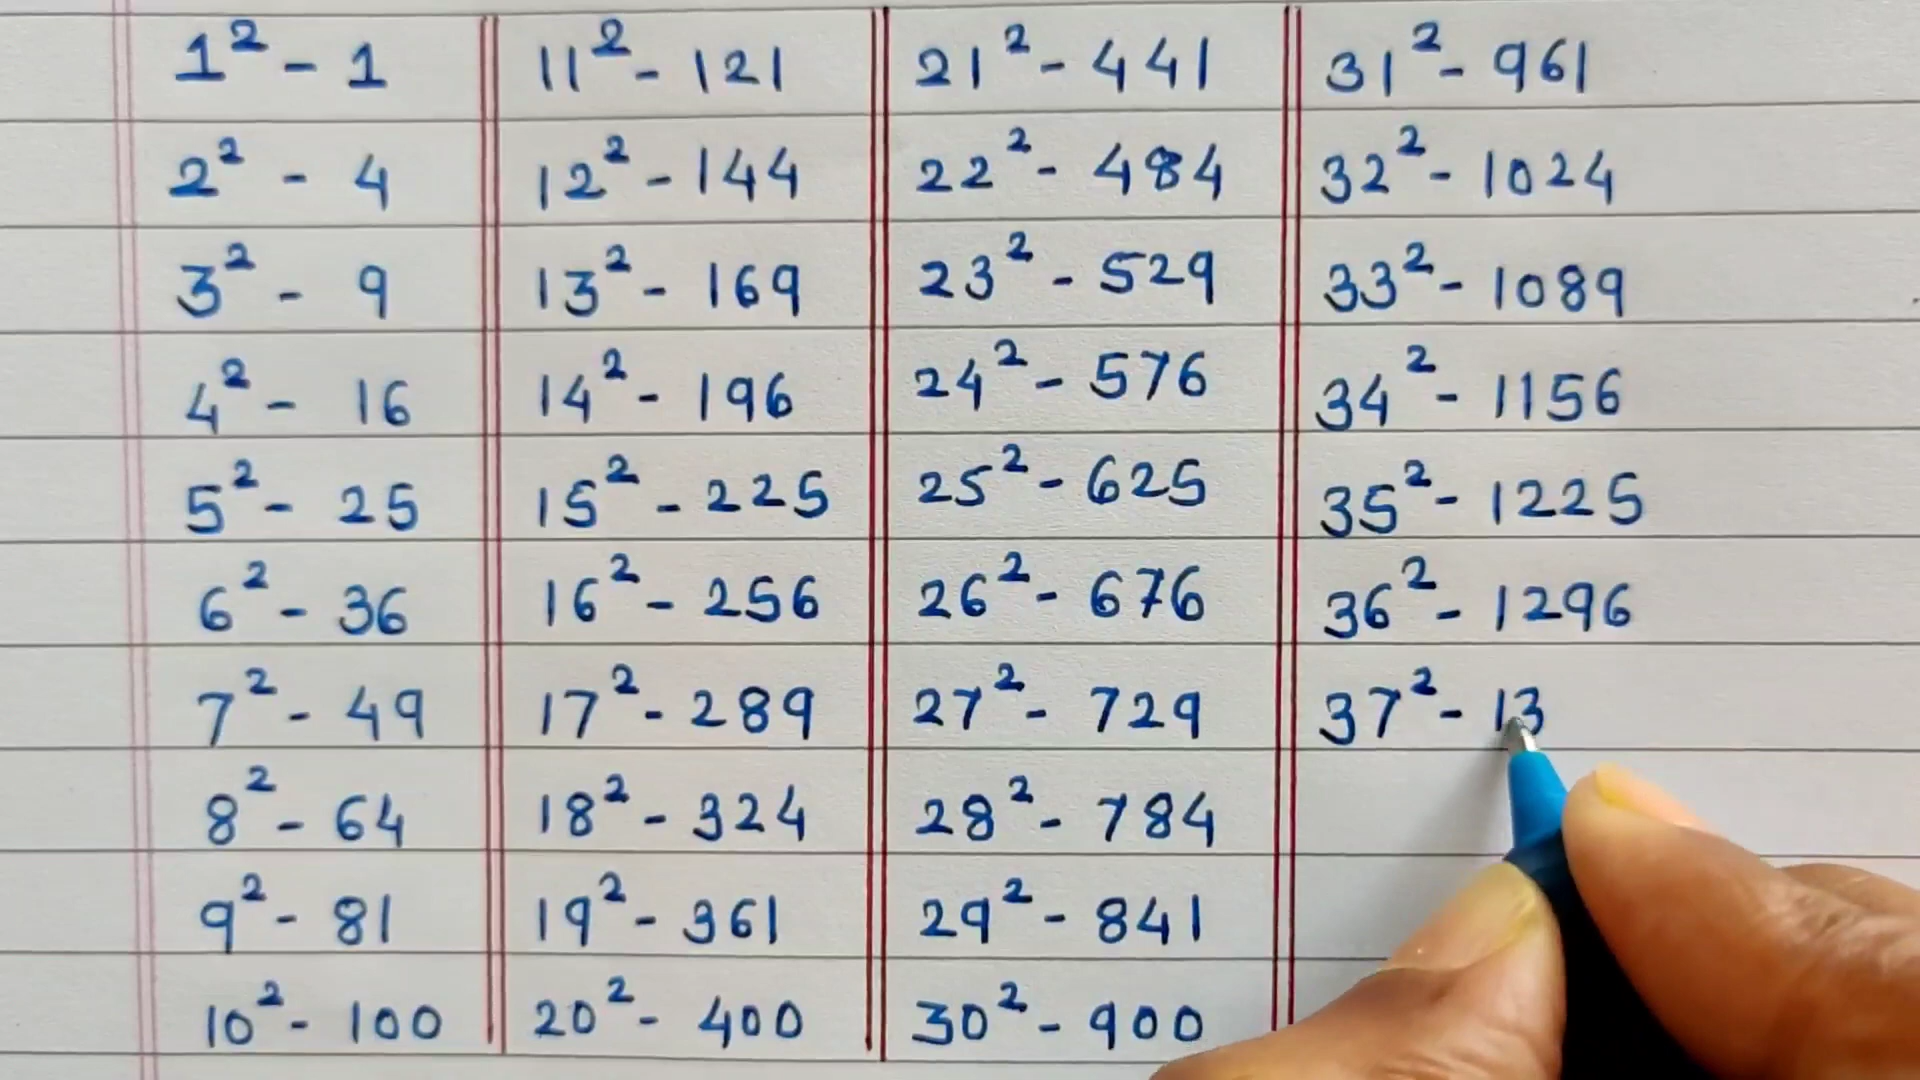 1² - 1
2² - 4
3² - 9
4² - 16
5² - 25
6² - 36
7² - 49
8² - 64
9² - 81
10² - 100
11² - 121
12² - 144
13² - 169
14² - 196
15² - 225
16² - 256
17² - 289
18² - 324
19² - 361
20² - 400
21² - 441
22² - 484
23² - 529
24² - 576
25² - 625
26² - 676
27² - 729
28² - 784
29² - 841
30² - 900
31² - 961
32² - 1024
33² - 1089
34² - 1156
35² - 1225
36² - 1296
37² - 13